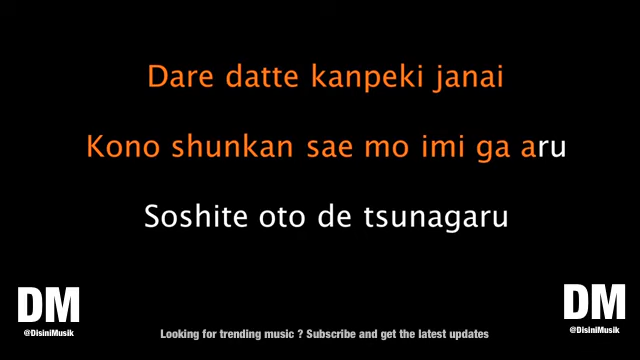 Dare datte kanpeki janai
Kono shunkan sae mo imi ga aru
Soshite oto de tsunagaru
DM
@DisiniMusik
DM
@DisiniMusik
Looking for trending music ? Subscribe and get the latest updates